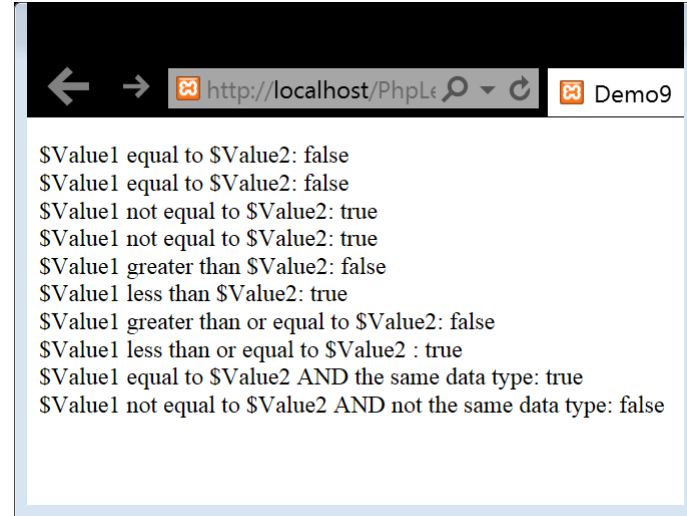 http://localhost/PhpLe
Demo9
$Value1 equal to $Value2: false
$Value1 equal to $Value2: false
$Value1 not equal to $Value2: true
$Value1 not equal to $Value2: true
$Value1 greater than $Value2: false
$Value1 less than $Value2: true
$Value1 greater than or equal to $Value2: false
$Value1 less than or equal to $Value2 : true
$Value1 equal to $Value2 AND the same data type: true
$Value1 not equal to $Value2 AND not the same data type: false